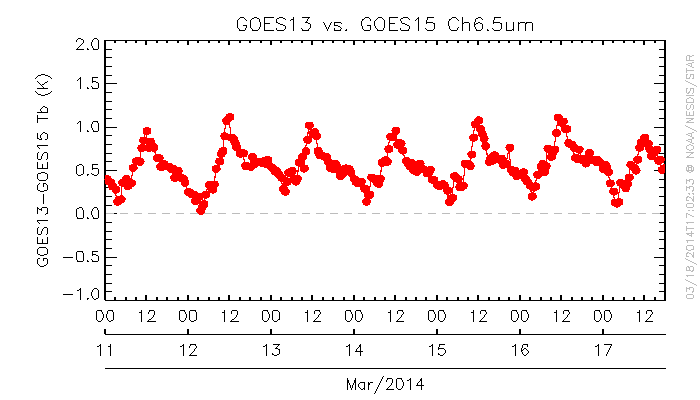 GOES13 vs. GOES15 Ch6.5um
GOES13-GOES15 Tb (K)
2.0
1.5
1.0
0.5
0.0
-0.5
-1.0
00 12 00 12 00 12 00 12 00 12 00 12 00 12
11 12 13 14 15 16 17
Mar/2014
03/18/2014T17:02:33 @ NOAA/NESDIS/STAR